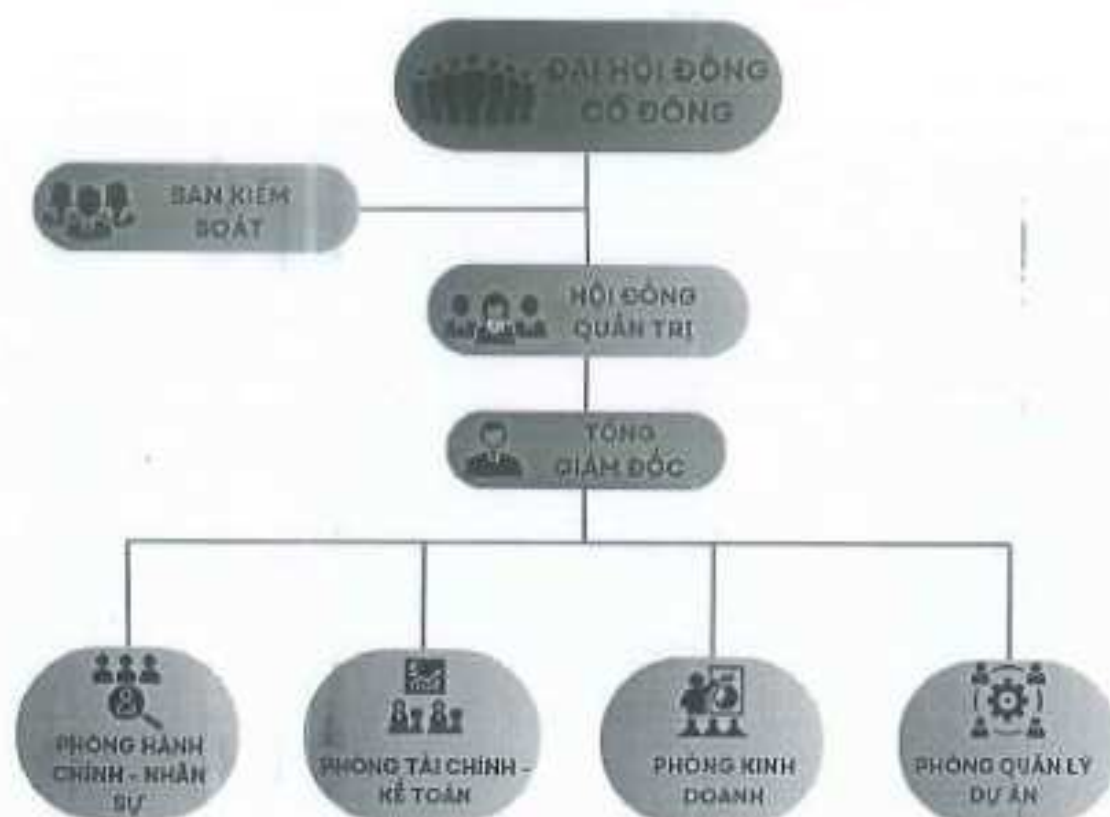 ĐẠI HỘI ĐỒNG
CỔ ĐÔNG
BAN KIỂM
SOÁT
HỘI ĐỒNG
QUẢN TRỊ
TỔNG
GIÁM ĐỐC
PHÒNG HÀNH
CHÍNH - NHÂN
SỰ
PHÒNG TÀI CHÍNH -
KẾ TOÁN
PHÒNG KINH
DOANH
PHÒNG QUẢN LÝ
DỰ ÁN